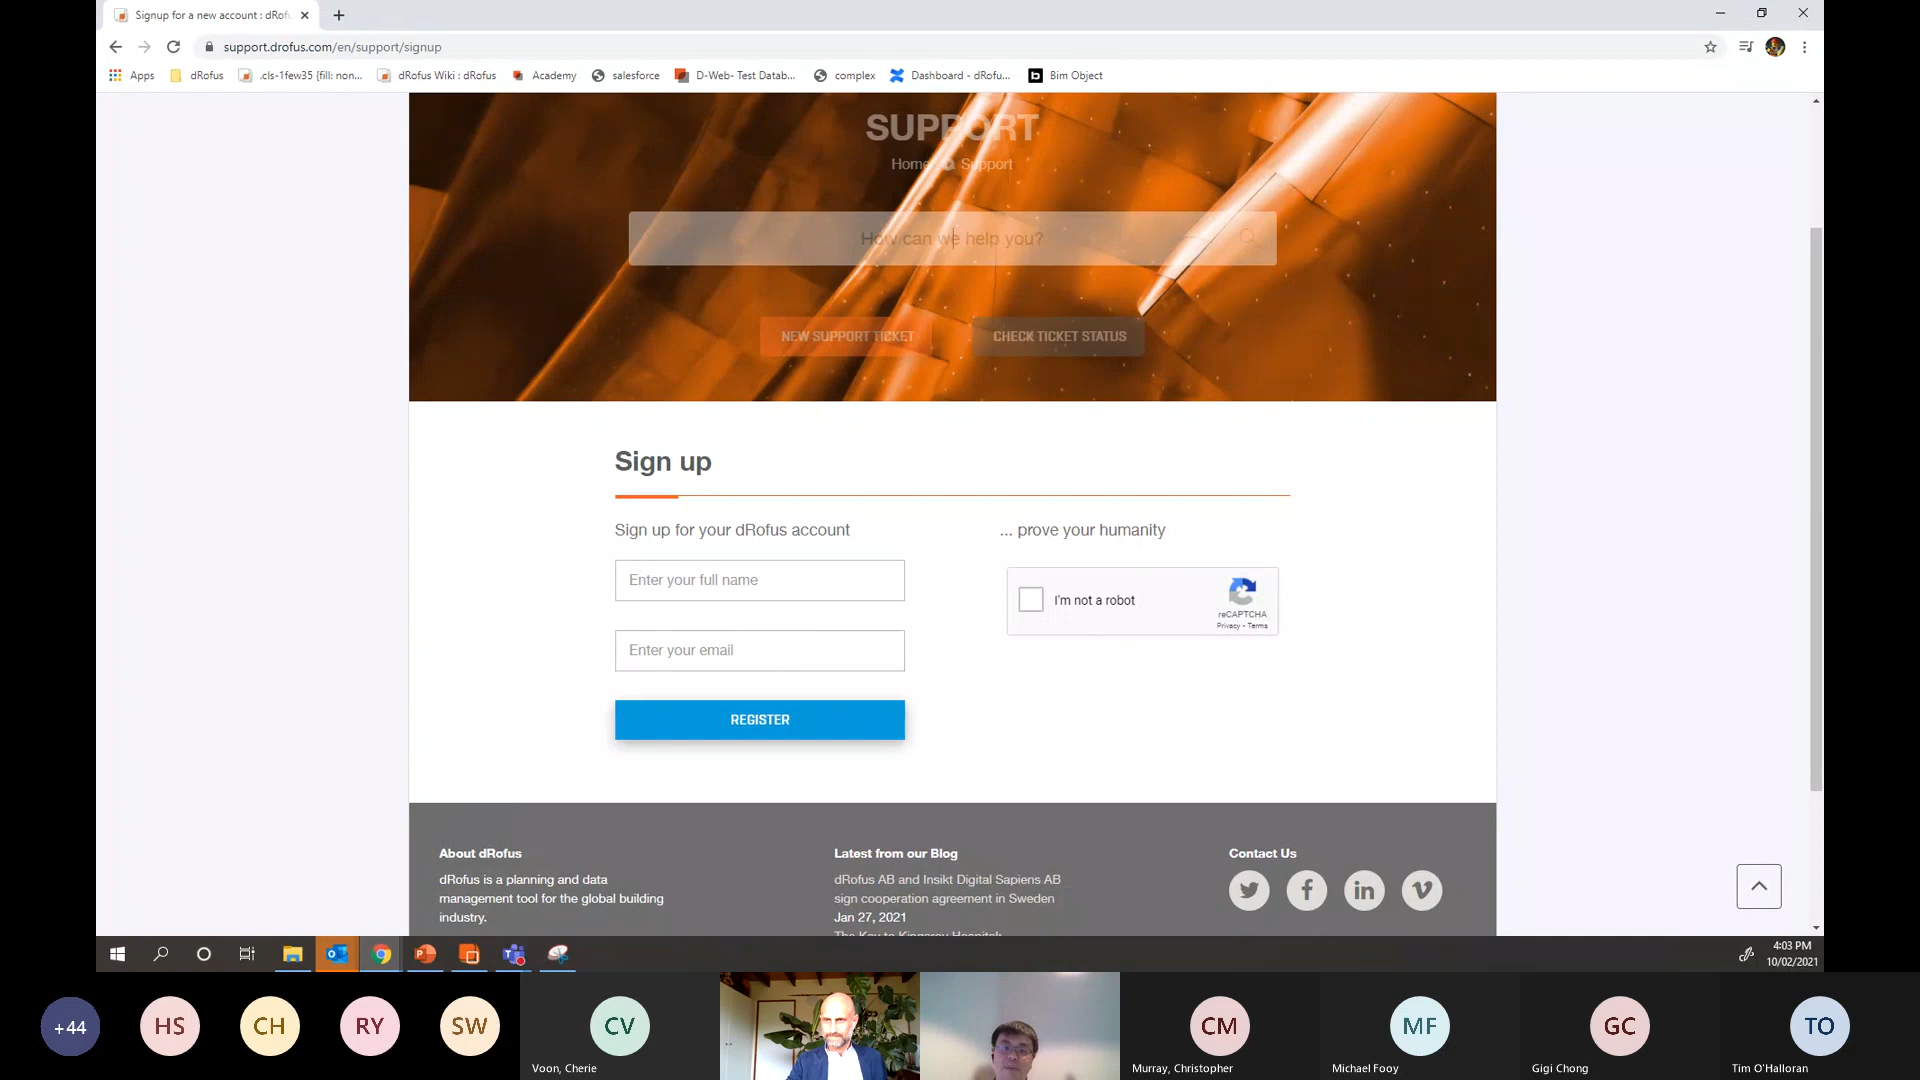 Signup for a new account : dRof
support.drofus.com/en/support/signup
Apps
dRofus
.cls-1few35 {fill: non...
dRofus Wiki : dRofus
Academy
salesforce
D-Web- Test Datab...
complex
Dashboard - dRofu...
Bim Object
SUPPORT
Home
Support
How can we help you?
NEW SUPPORT TICKET
CHECK TICKET STATUS
Sign up
Sign up for your dRofus account
... prove your humanity
Enter your full name
I'm not a robot
reCAPTCHA
Privacy - Terms
Enter your email
REGISTER
About dRofus
dRofus is a planning and data
management tool for the global building
industry.
Latest from our Blog
dRofus AB and Insikt Digital Sapiens AB
sign cooperation agreement in Sweden
Jan 27, 2021
Contact Us
4:03 PM
10/02/2021
+44
HS
CH
RY
SW
CV
Voon, Cherie
CM
Murray, Christopher
MF
Michael Fooy
GC
Gigi Chong
TO
Tim O'Halloran